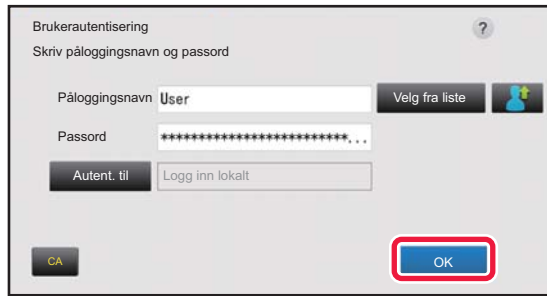 Brukerautentisering ?
Skriv påloggingsnavn og passord
Påloggingsnavn User Velg fra liste
Passord **************************...
Autent. til Logg inn lokalt
CA OK